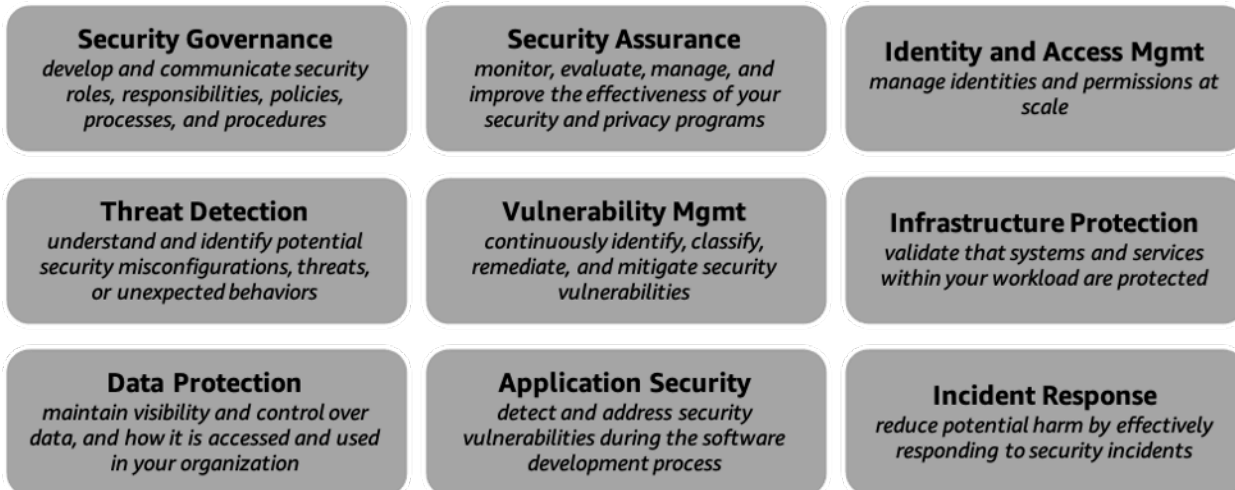 Security Governance
develop and communicate security
roles, responsibilities, policies,
processes, and procedures
Security Assurance
monitor, evaluate, manage, and
improve the effectiveness of your
security and privacy programs
Identity and Access Mgmt
manage identities and permissions at
scale
Threat Detection
understand and identify potential
security misconfigurations, threats,
or unexpected behaviors
Vulnerability Mgmt
continuously identify, classify,
remediate, and mitigate security
vulnerabilities
Infrastructure Protection
validate that systems and services
within your workload are protected
Data Protection
maintain visibility and control over
data, and how it is accessed and used
in your organization
Application Security
detect and address security
vulnerabilities during the software
development process
Incident Response
reduce potential harm by effectively
responding to security incidents